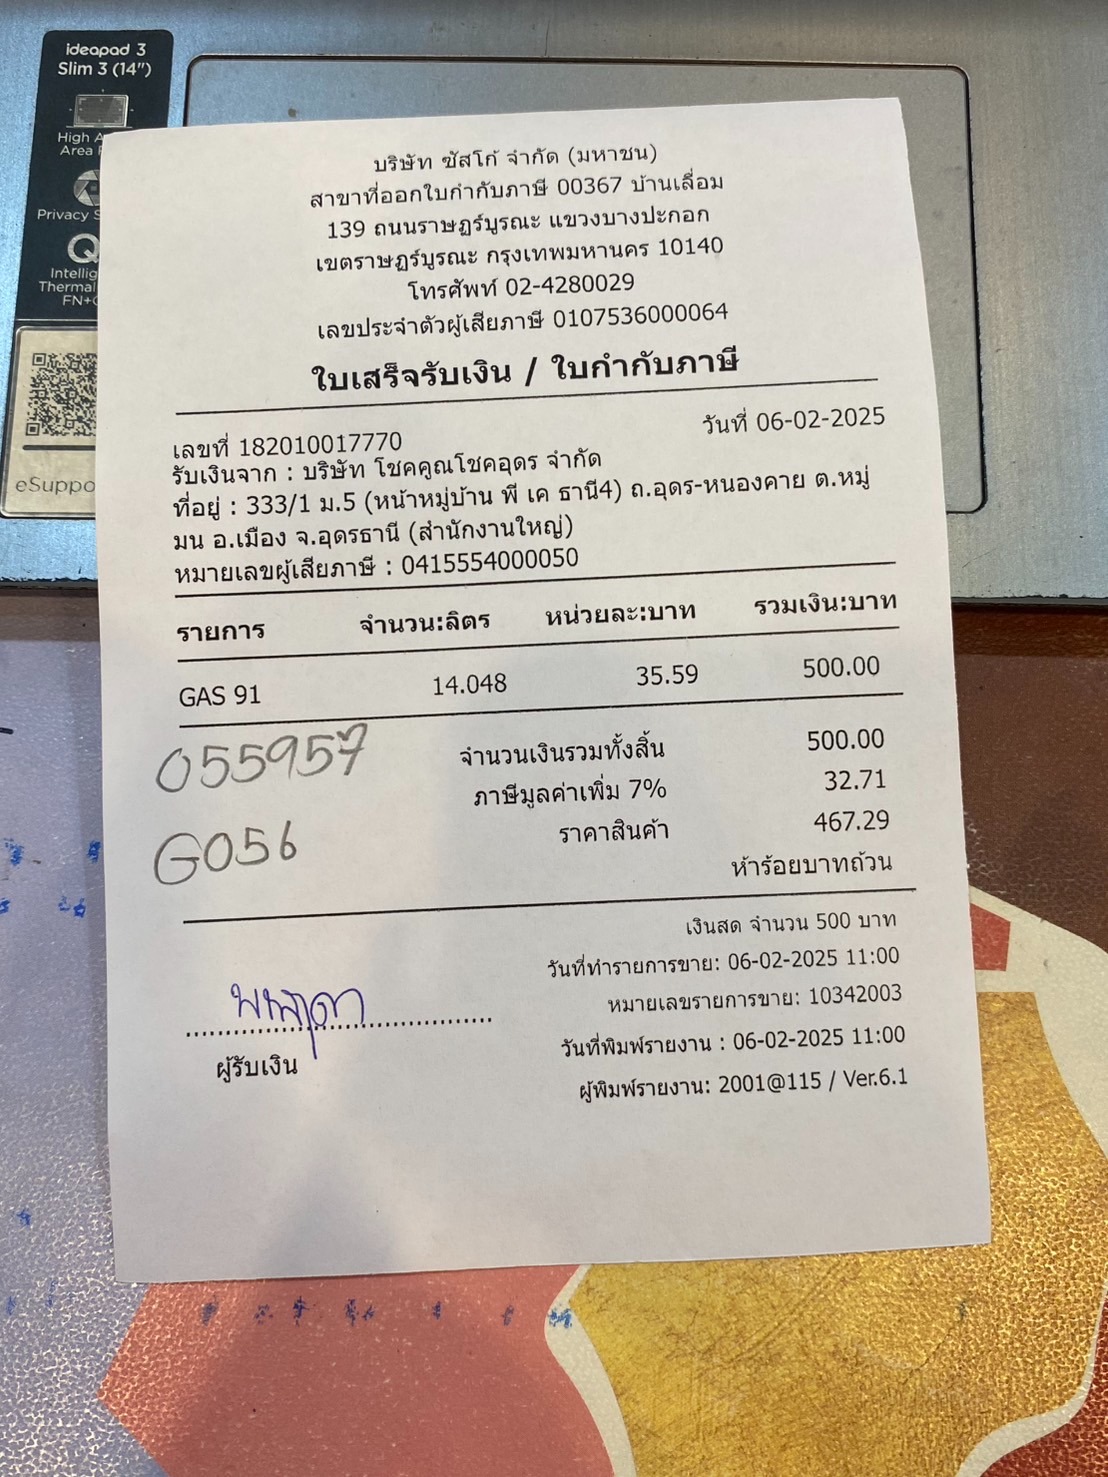 ideapad 3
Slim 3 (14")
High
Area
Privacy
Intellig
Thermal
FN+
eSuppo
บริษัท ซัสโก้ จำกัด (มหาชน)
สาขาที่ออกใบกำกับภาษี 00367 บ้านเลื่อม
139 ถนนราษฏร์บูรณะ แขวงบางปะกอก
เขตราษฏร์บูรณะ กรุงเทพมหานคร 10140
โทรศัพท์ 02-4280029
เลขประจำตัวผู้เสียภาษี 0107536000064
ใบเสร็จรับเงิน / ใบกำกับภาษี
เลขที่ 182010017770 วันที่ 06-02-2025
รับเงินจาก : บริษัท โชคคูณโชคอุดร จำกัด
ที่อยู่ : 333/1 ม.5 (หน้าหมู่บ้าน พี เค ธานี4) ถ.อุดร-หนองคาย ต.หมู่
มน อ.เมือง จ.อุดรธานี (สำนักงานใหญ่)
หมายเลขผู้เสียภาษี : 0415554000050
รายการ จำนวน:ลิตร หน่วยละ:บาท รวมเงิน:บาท
GAS 91 14.048 35.59 500.00
055957
G056
จำนวนเงินรวมทั้งสิ้น 500.00
ภาษีมูลค่าเพิ่ม 7% 32.71
ราคาสินค้า 467.29
ห้าร้อยบาทถ้วน
เงินสด จำนวน 500 บาท
วันที่ทำรายการขาย: 06-02-2025 11:00
หมายเลขรายการขาย: 10342003
วันที่พิมพ์รายงาน : 06-02-2025 11:00
ผู้พิมพ์รายงาน: 2001@115 / Ver.6.1
ผู้รับเงิน